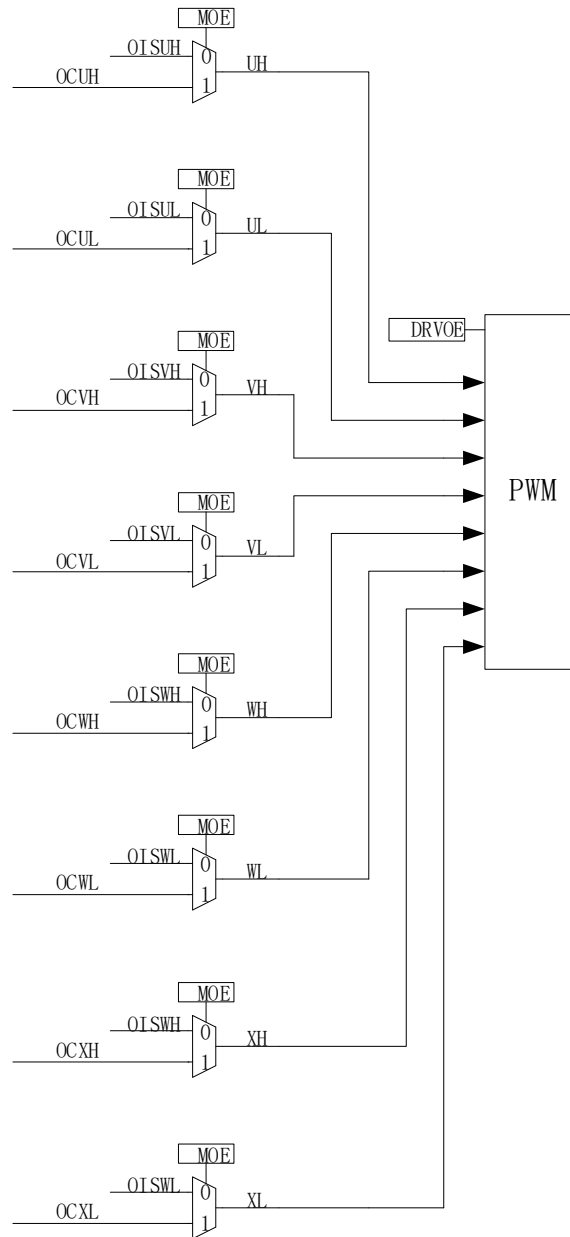 MOE
OISUH
0
UH
OCUH
1
MOE
OISUL
0
UL
OCUL
1
DRVOE
MOE
OISVH
0
VH
OCVH
1
PWM
MOE
OISVL
0
VL
OCVL
1
MOE
OISWH
0
WH
OCWH
1
MOE
OISWL
0
WL
OCWL
1
MOE
OISWH
0
XH
OCXH
1
MOE
OISWL
0
XL
OCXL
1